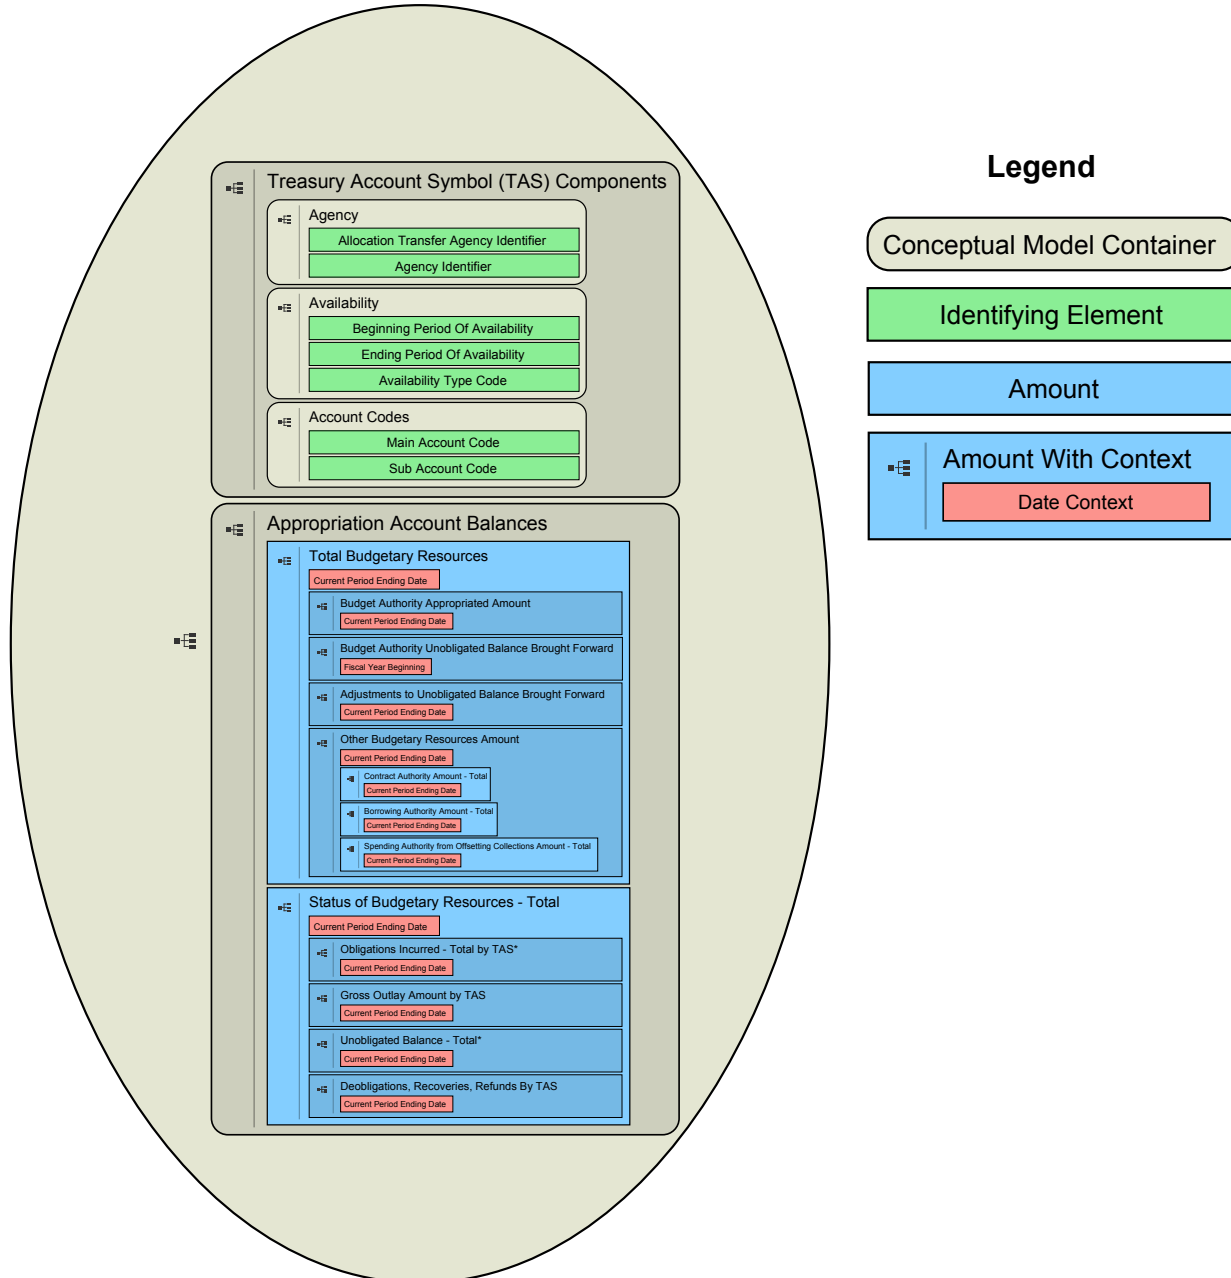 Treasury Account Symbol (TAS) Components
Agency
Allocation Transfer Agency Identifier
Agency Identifier
Availability
Beginning Period Of Availability
Ending Period Of Availability
Availability Type Code
Account Codes
Main Account Code
Sub Account Code
Appropriation Account Balances
Total Budgetary Resources
Current Period Ending Date
Budget Authority Appropriated Amount
Current Period Ending Date
Budget Authority Unobligated Balance Brought Forward
Fiscal Year Beginning
Adjustments to Unobligated Balance Brought Forward
Current Period Ending Date
Other Budgetary Resources Amount
Current Period Ending Date
Contract Authority Amount - Total
Current Period Ending Date
Borrowing Authority Amount - Total
Current Period Ending Date
Spending Authority from Offsetting Collections Amount - Total
Current Period Ending Date
Status of Budgetary Resources - Total
Current Period Ending Date
Obligations Incurred - Total by TAS*
Current Period Ending Date
Gross Outlay Amount by TAS
Current Period Ending Date
Unobligated Balance - Total*
Current Period Ending Date
Deobligations, Recoveries, Refunds By TAS
Current Period Ending Date
Legend
Conceptual Model Container
Identifying Element
Amount
Amount With Context
Date Context